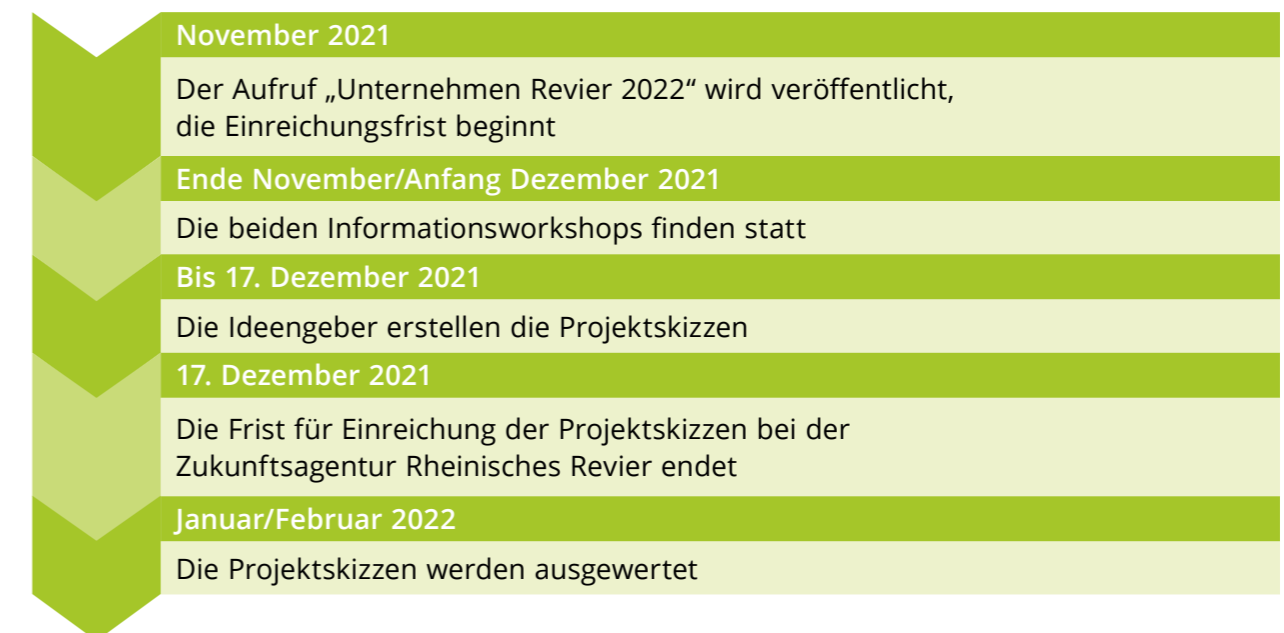 November 2021
Der Aufruf „Unternehmen Revier 2022“ wird veröffentlicht,
die Einreichungsfrist beginnt
Ende November/Anfang Dezember 2021
Die beiden Informationsworkshops finden statt
Bis 17. Dezember 2021
Die Ideengeber erstellen die Projektskizzen
17. Dezember 2021
Die Frist für Einreichung der Projektskizzen bei der
Zukunftsagentur Rheinisches Revier endet
Januar/Februar 2022
Die Projektskizzen werden ausgewertet